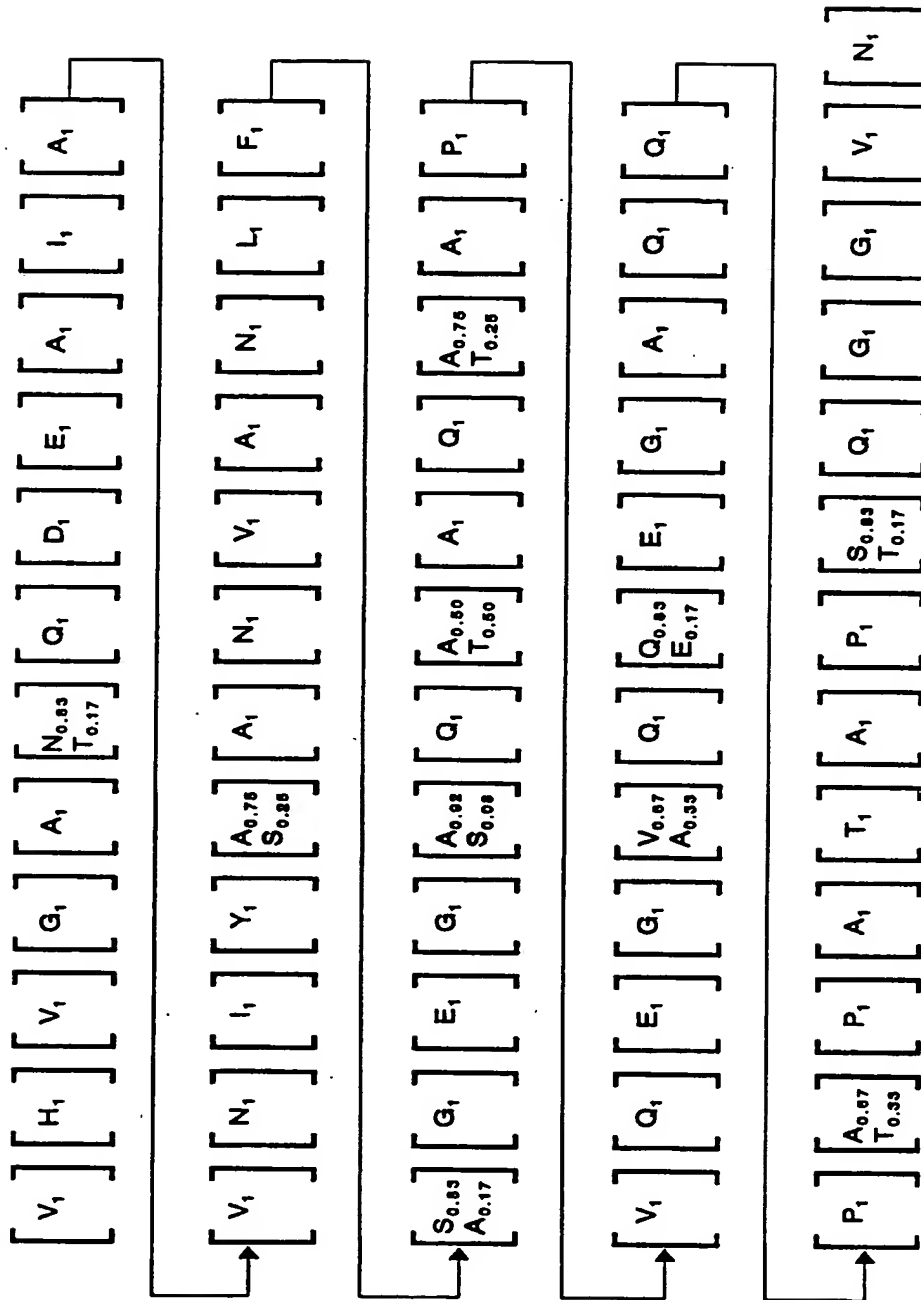 [V₁] [H₁] [V₁] [G₁] [A₁] [N₀.₈₃ T₀.₁₇] [Q₁] [D₁] [E₁] [A₁] [I₁] [A₁]
[V₁] [N₁] [I₁] [Y₁] [A₀.₇₅ S₀.₂₅] [A₁] [N₁] [V₁] [A₁] [N₁] [L₁] [F₁]
[S₀.₈₃ A₀.₁₇] [G₁] [E₁] [G₁] [A₀.₉₂ S₀.₀₈] [Q₁] [A₀.₅₀ T₀.₅₀] [A₁] [Q₁] [A₀.₇₅ T₀.₂₅] [A₁] [P₁]
[V₁] [Q₁] [E₁] [G₁] [V₀.₆₇ A₀.₃₃] [Q₁] [Q₀.₈₃ E₀.₁₇] [E₁] [G₁] [A₁] [Q₁] [Q₁]
[P₁] [A₀.₆₇ T₀.₃₃] [P₁] [A₁] [T₁] [A₁] [P₁] [S₀.₈₃ T₀.₁₇] [Q₁] [G₁] [G₁] [V₁] [N₁]